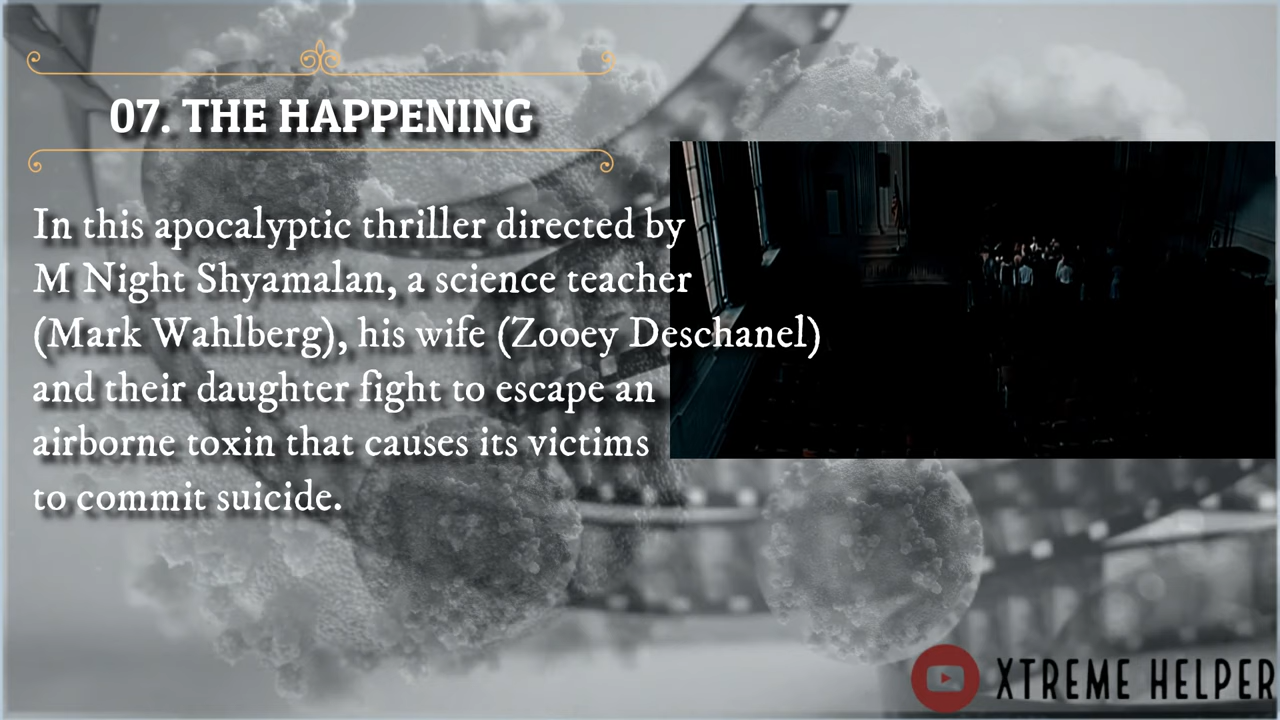 07. THE HAPPENING
In this apocalyptic thriller directed by
M Night Shyamalan, a science teacher
(Mark Wahlberg), his wife (Zooey Deschanel)
and their daughter fight to escape an
airborne toxin that causes its victims
to commit suicide.
XTREME HELPER